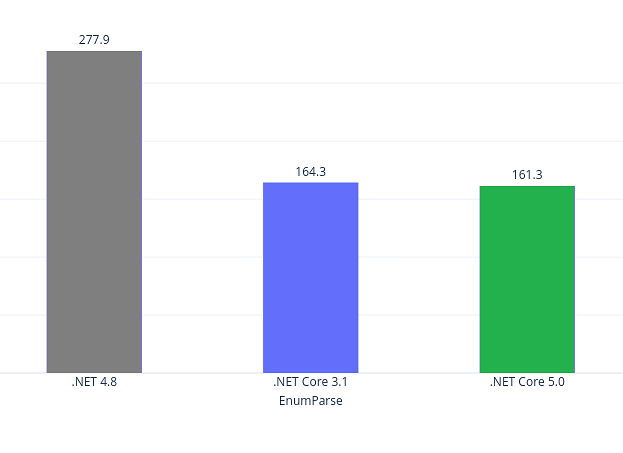 277.9
164.3
161.3
.NET 4.8
.NET Core 3.1
.NET Core 5.0
EnumParse